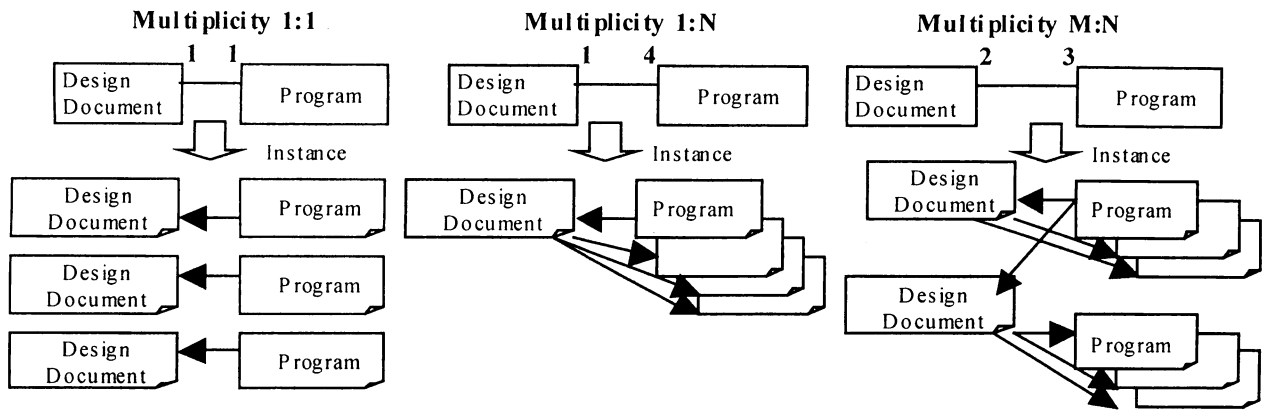 Multiplicity 1:1
1 1
Design
Document
Program
Instance
Design
Document
Program
Design
Document
Program
Design
Document
Program
Multiplicity 1:N
1 4
Design
Document
Program
Instance
Design
Document
Program
Multiplicity M:N
2 3
Design
Document
Program
Instance
Design
Document
Program
Design
Document
Program